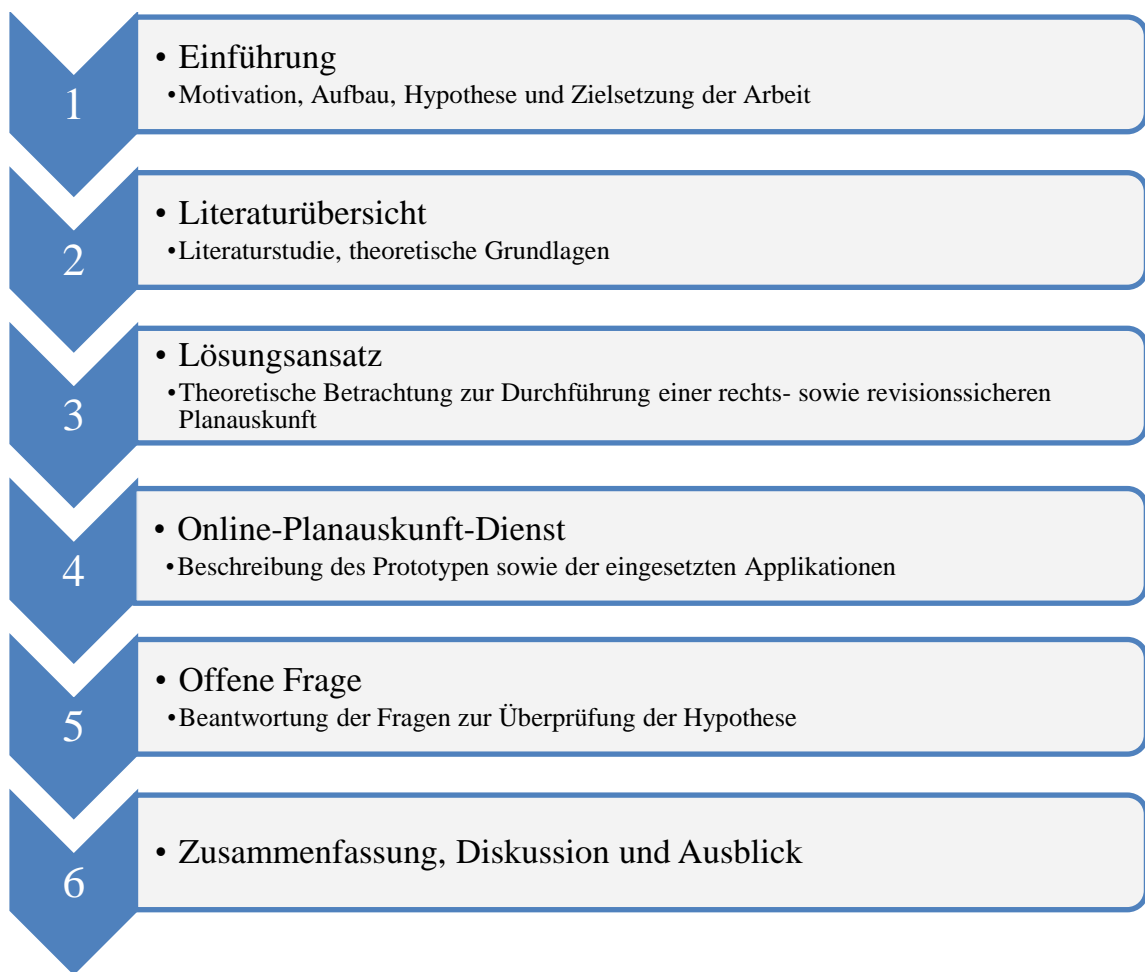 1
• Einführung
•Motivation, Aufbau, Hypothese und Zielsetzung der Arbeit
2
• Literaturübersicht
•Literaturstudie, theoretische Grundlagen
3
• Lösungsansatz
•Theoretische Betrachtung zur Durchführung einer rechts- sowie revisionssicheren
Planauskunft
4
• Online-Planauskunft-Dienst
•Beschreibung des Prototypen sowie der eingesetzten Applikationen
5
• Offene Frage
•Beantwortung der Fragen zur Überprüfung der Hypothese
6
• Zusammenfassung, Diskussion und Ausblick